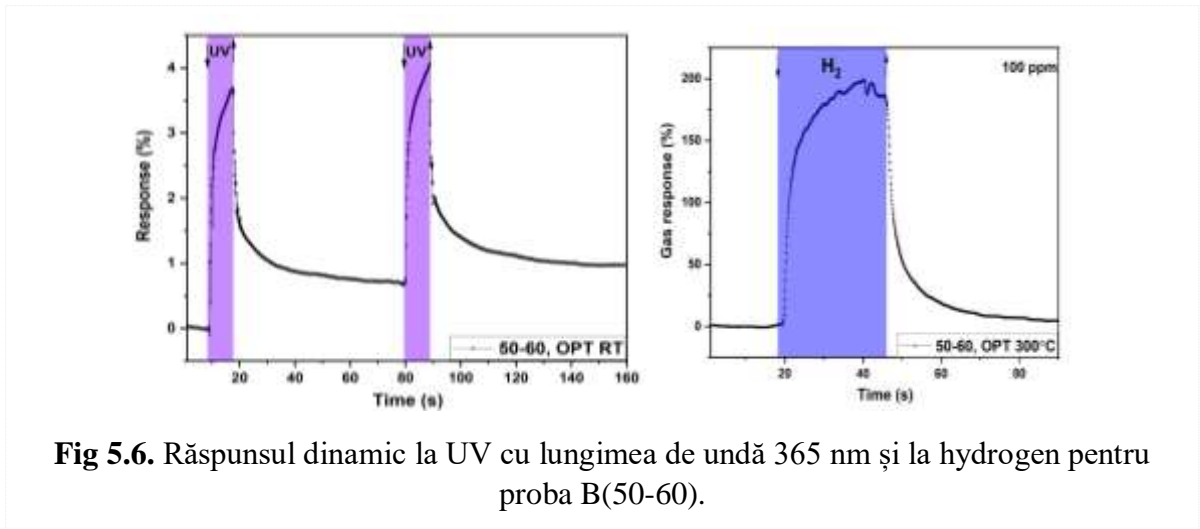 UV
UV
4
3
2
1
0
Response (%)
50-60, OPT RT
20
40
60
80
100
120
140
160
Time (s)
H2
100 ppm
200
150
100
50
0
Gas response (%)
50-60, OPT 300°C
20
40
60
80
Time (s)
Fig 5.6. Răspunsul dinamic la UV cu lungimea de undă 365 nm și la hydrogen pentru
proba B(50-60).